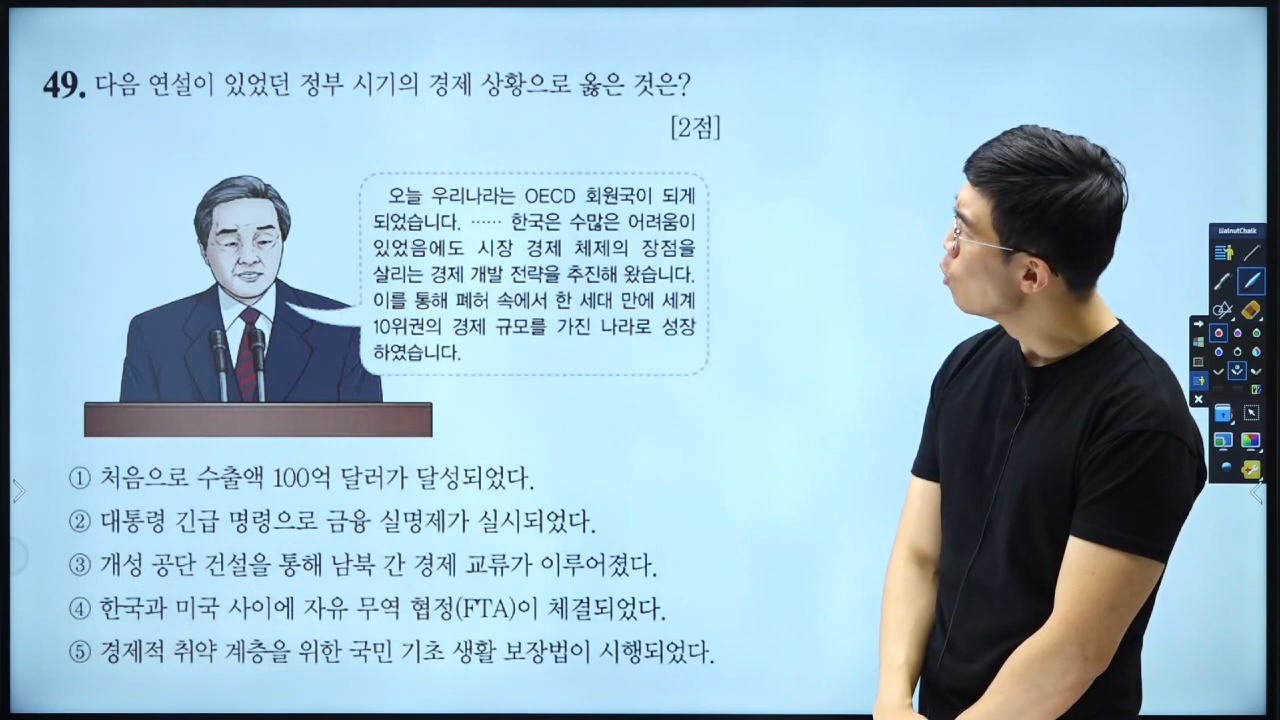 49. 다음 연설이 있었던 정부 시기의 경제 상황으로 옳은 것은?
[2점]
오늘 우리나라는 OECD 회원국이 되게
되었습니다. …… 한국은 수많은 어려움이
있었음에도 시장 경제 체제의 장점을
살리는 경제 개발 전략을 추진해 왔습니다.
이를 통해 폐허 속에서 한 세대 만에 세계
10위권의 경제 규모를 가진 나라로 성장
하였습니다.
① 처음으로 수출액 100억 달러가 달성되었다.
② 대통령 긴급 명령으로 금융 실명제가 실시되었다.
③ 개성 공단 건설을 통해 남북 간 경제 교류가 이루어졌다.
④ 한국과 미국 사이에 자유 무역 협정(FTA)이 체결되었다.
⑤ 경제적 취약 계층을 위한 국민 기초 생활 보장법이 시행되었다.
WalnutChalk